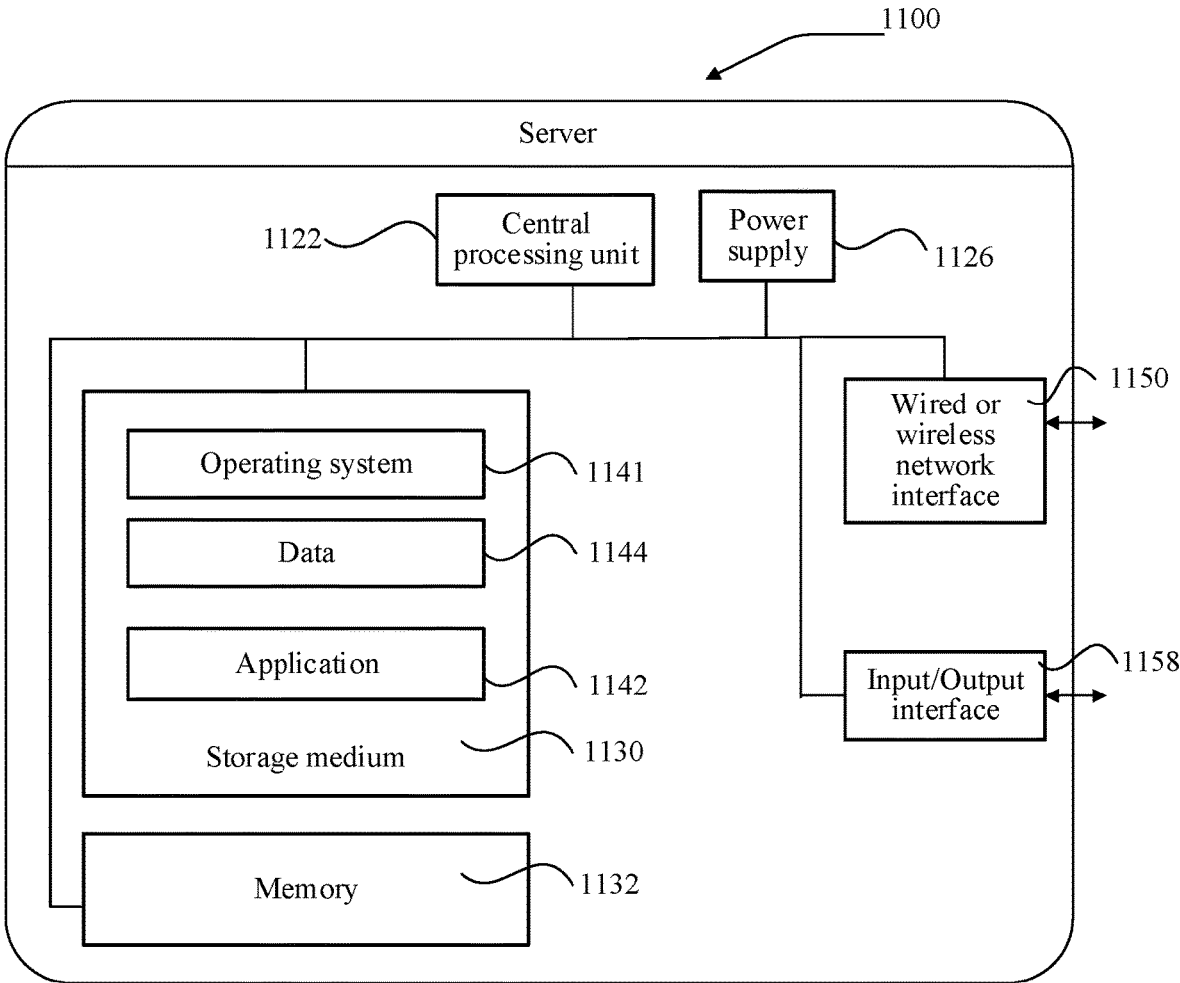 1100
Server
Central
processing unit
1122
Power
supply
1126
Wired or
wireless
network
interface
1150
Operating system
1141
Data
1144
Application
1142
Storage medium
1130
Input/Output
interface
1158
Memory
1132